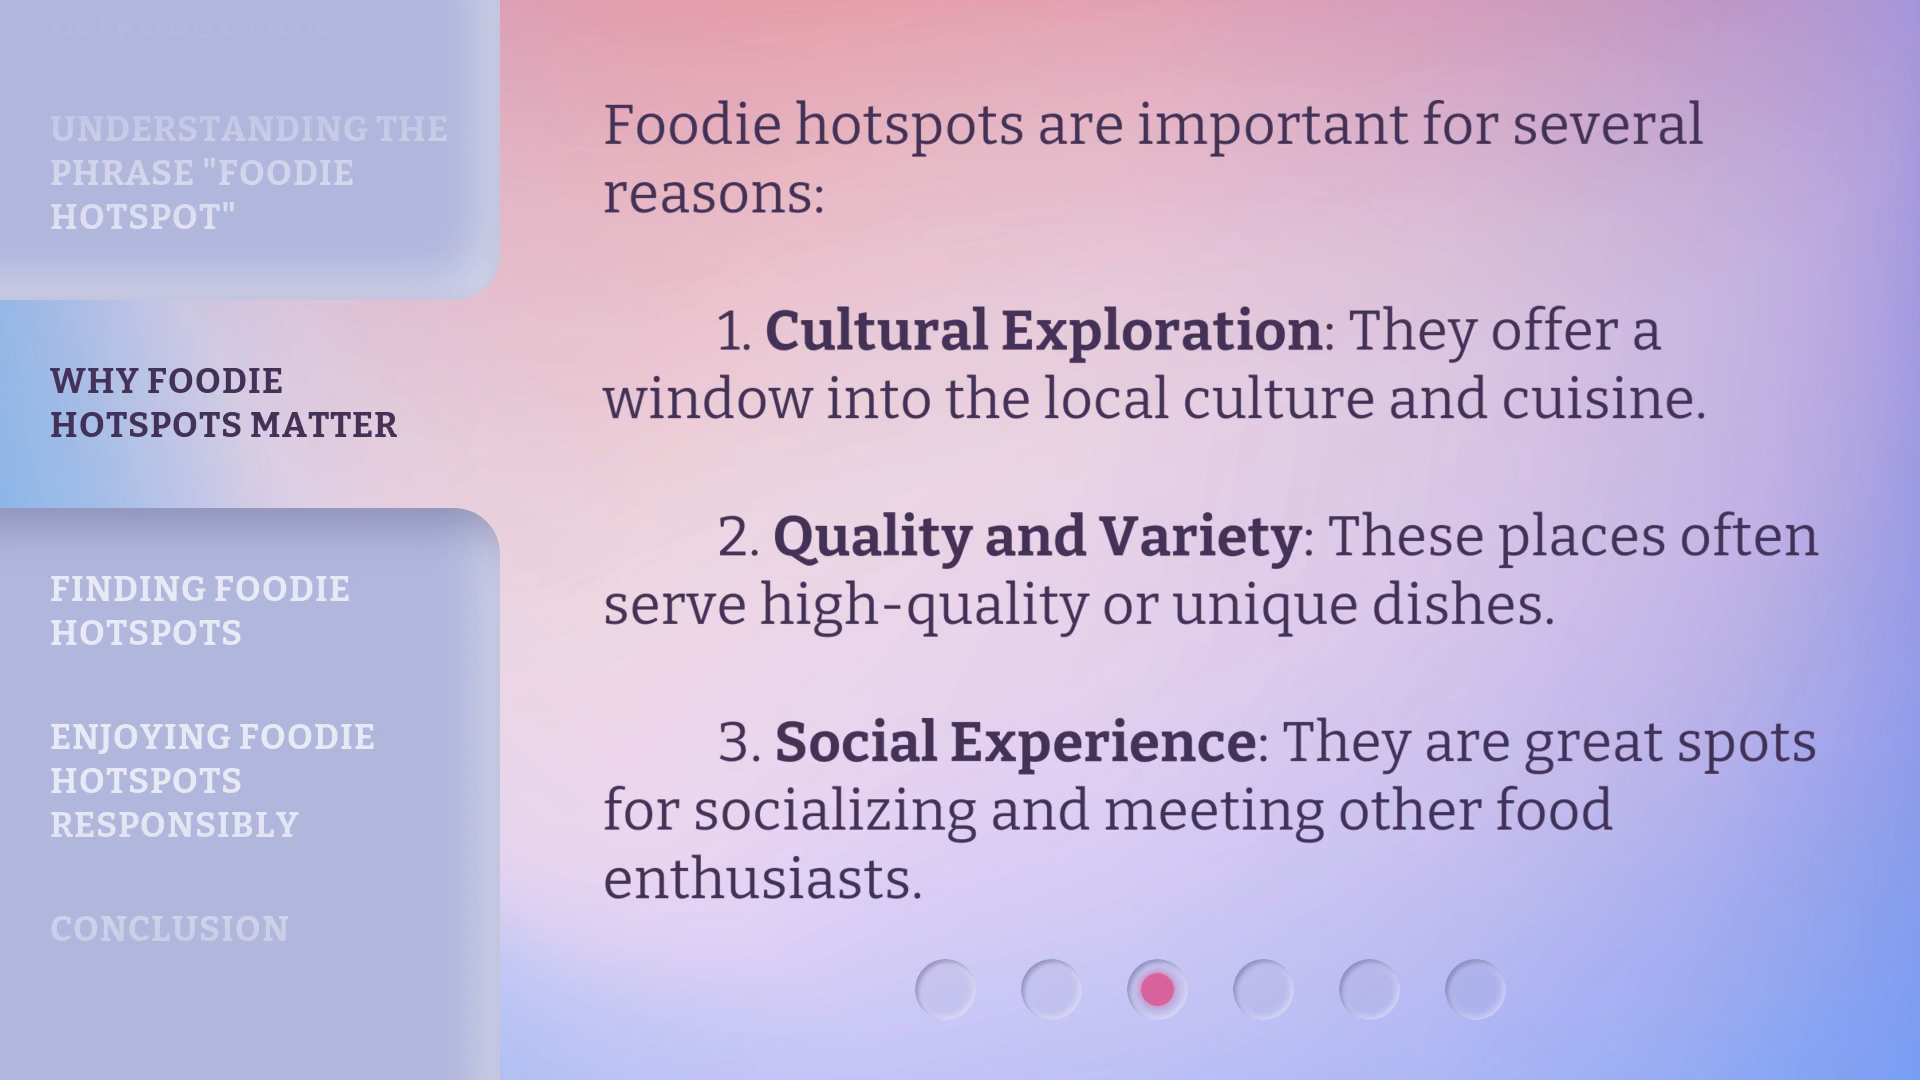 INTRODUCTION
UNDERSTANDING THE
PHRASE "FOODIE
HOTSPOT"
WHY FOODIE
HOTSPOTS MATTER
FINDING FOODIE
HOTSPOTS
ENJOYING FOODIE
HOTSPOTS
RESPONSIBLY
CONCLUSION
Foodie hotspots are important for several
reasons:
1. Cultural Exploration: They offer a
window into the local culture and cuisine.
2. Quality and Variety: These places often
serve high-quality or unique dishes.
3. Social Experience: They are great spots
for socializing and meeting other food
enthusiasts.